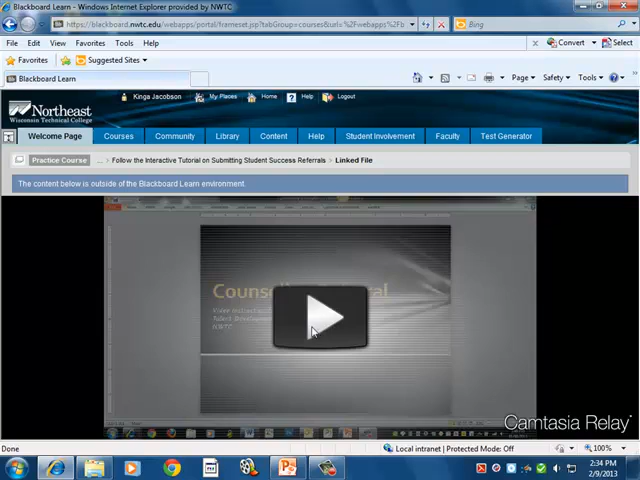 Blackboard Learn - Windows Internet Explorer provided by NWTC
https://blackboard.nwtc.edu/webapps/portal/frameset.jsp?tabGroup=courses&url=%2Fwebapps%2Fb
Bing
File Edit View Favorites Tools Help
Convert Select
Favorites Suggested Sites
Blackboard Learn
Page Safety Tools
Kinga Jacobson My Places Home Help Logout
Northeast
Wisconsin Technical College
Welcome Page Courses Community Library Content Help Student Involvement Faculty Test Generator
Practice Course ... Follow the Interactive Tutorial on Submitting Student Success Referrals Linked File
The content below is outside of the Blackboard Learn environment.
NWTC
Camtasia Relay
Done Local intranet | Protected Mode: Off 100%
2:34 PM
2/9/2013